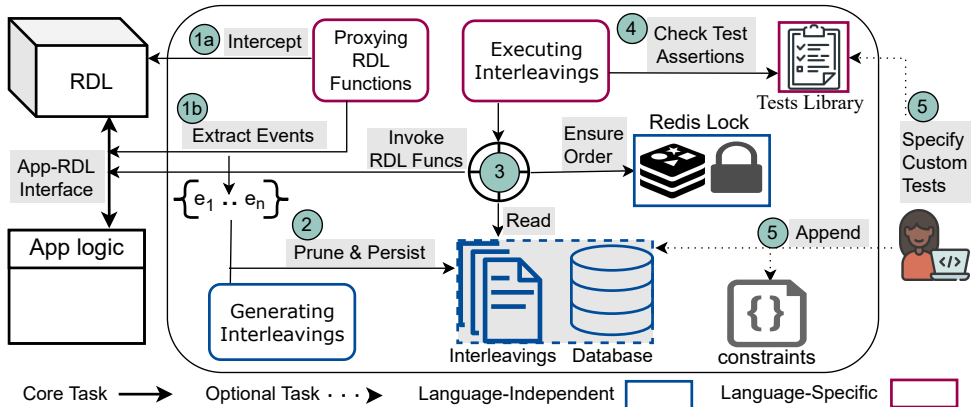 1a Intercept
Proxying
RDL
Functions
Executing
Interleavings
4 Check Test
Assertions
Tests Library
RDL
1b
Extract Events
Invoke
RDL Funcs
3
Ensure
Order
Redis Lock
5
Specify
Custom
Tests
App-RDL
Interface
{e1 .. en}
2
Prune & Persist
Read
5 Append
</>
App logic
Generating
Interleavings
Interleavings
Database
{ }
constraints
Core Task
Optional Task
Language-Independent
Language-Specific